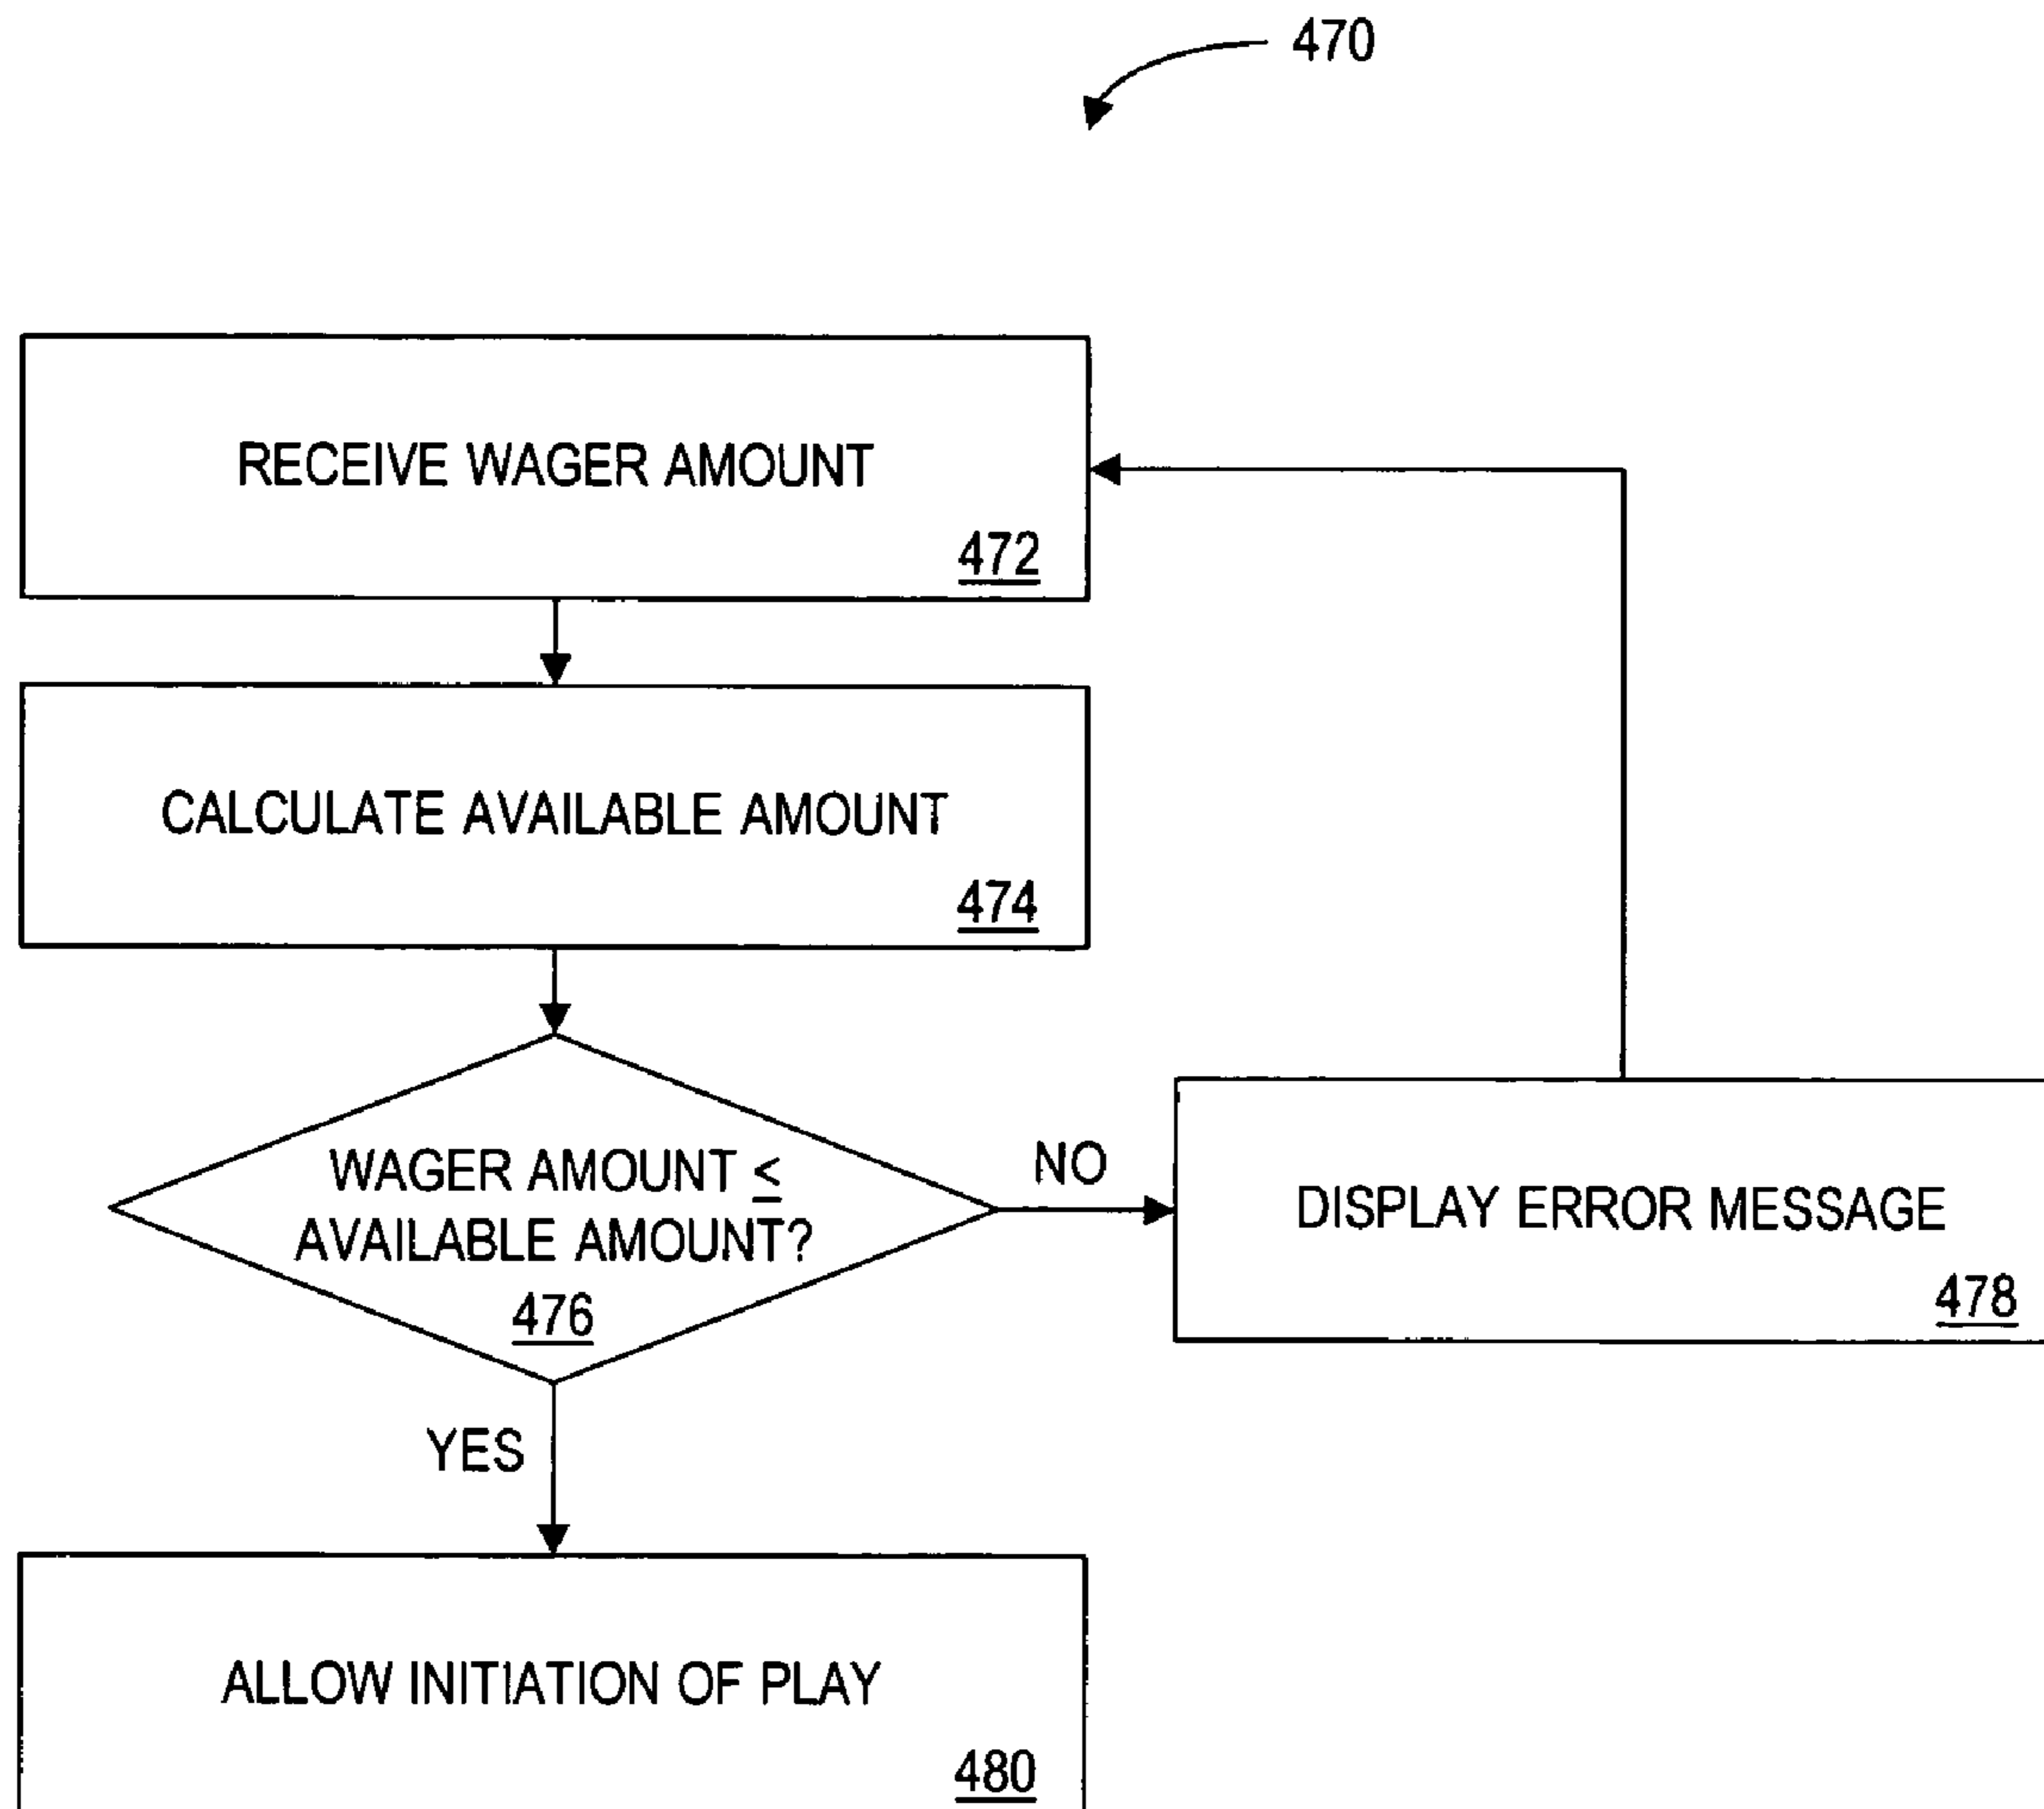 470
RECEIVE WAGER AMOUNT
472
CALCULATE AVAILABLE AMOUNT
474
WAGER AMOUNT ≤
AVAILABLE AMOUNT?
476
NO
DISPLAY ERROR MESSAGE
478
YES
ALLOW INITIATION OF PLAY
480